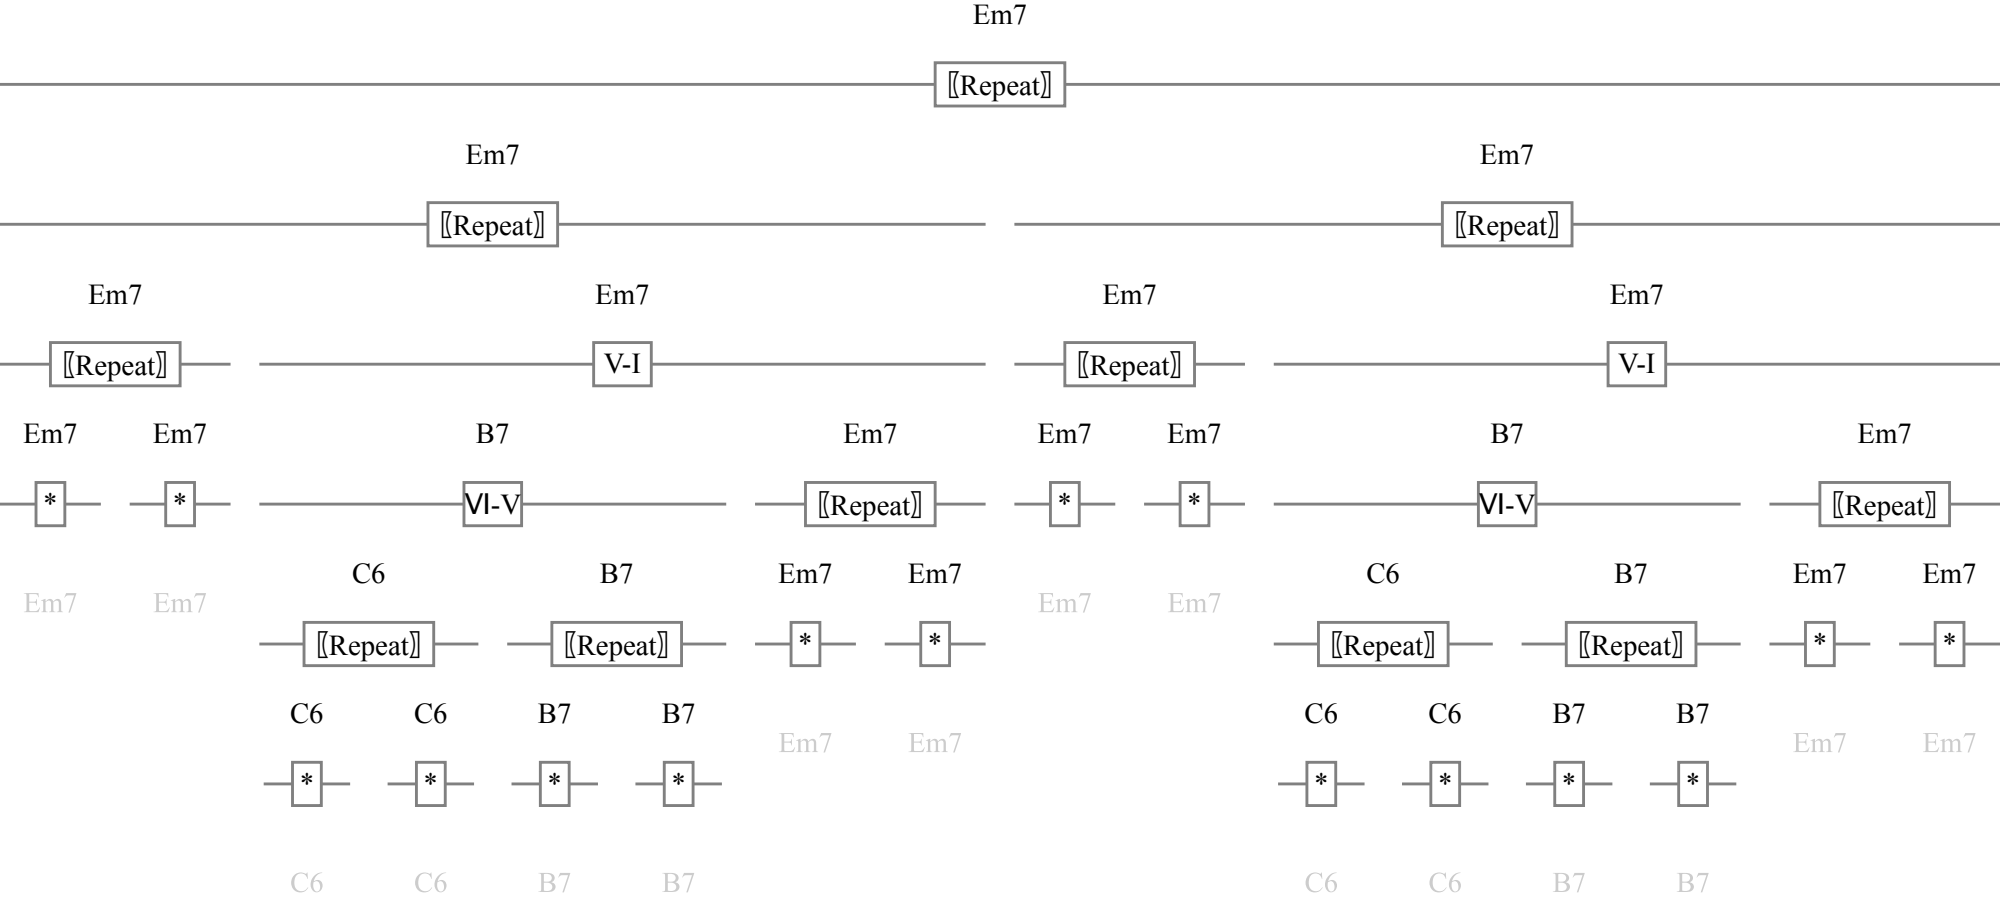 Em7
〖Repeat〗
Em7 Em7
〖Repeat〗 〖Repeat〗
Em7 Em7 Em7 Em7
〖Repeat〗 V-I 〖Repeat〗 V-I
Em7 Em7 B7 Em7 Em7 Em7 B7 Em7
* * VI-V 〖Repeat〗 * * VI-V 〖Repeat〗
C6 B7 Em7 Em7 C6 B7 Em7 Em7
Em7 Em7 Em7 Em7
〖Repeat〗 〖Repeat〗 * * 〖Repeat〗 〖Repeat〗 * *
C6 C6 B7 B7 C6 C6 B7 B7
Em7 Em7 Em7 Em7
* * * * * * * *
C6 C6 B7 B7 C6 C6 B7 B7